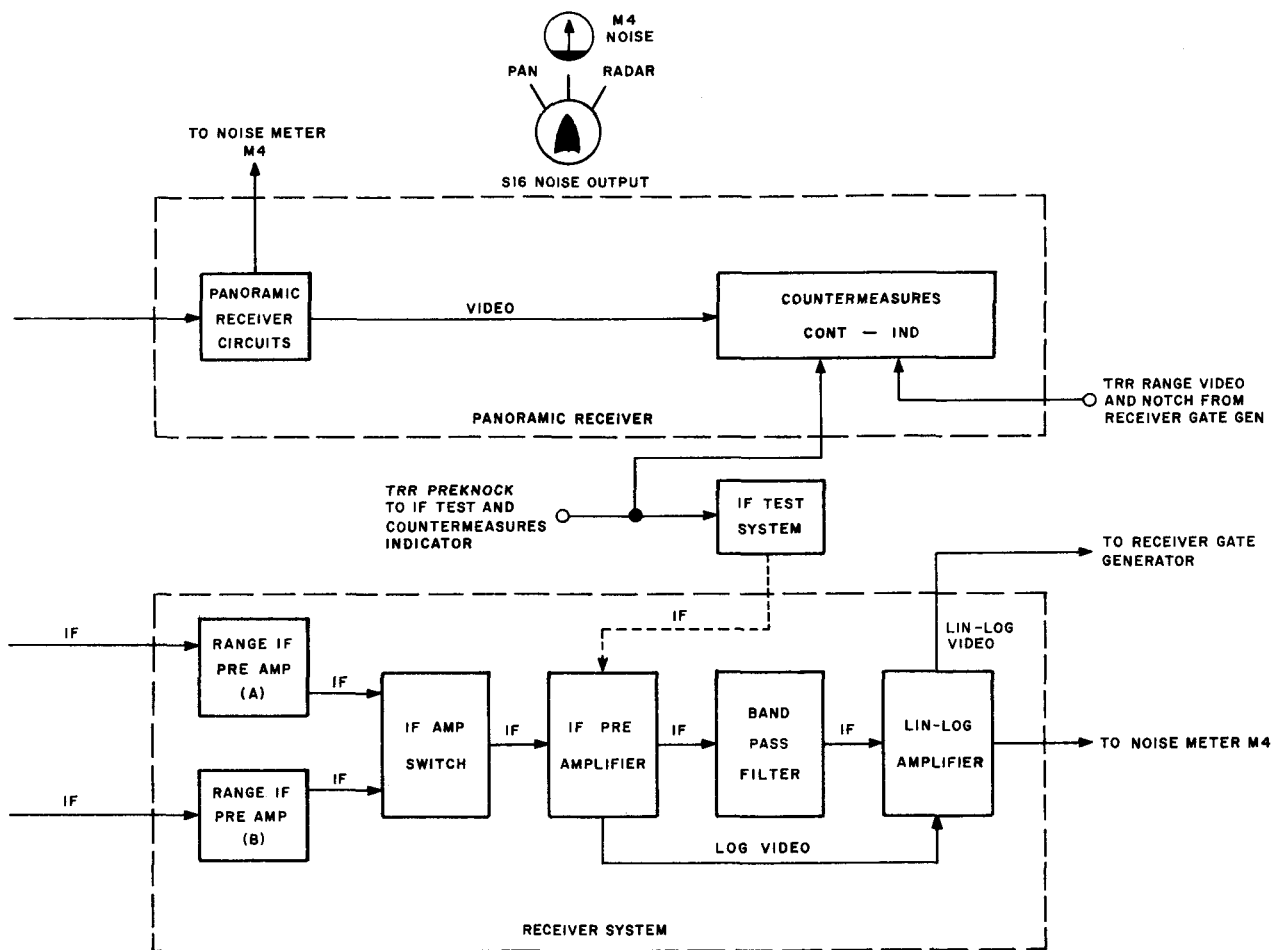 M4
NOISE
PAN
RADAR
TO NOISE METER
M4
S16 NOISE OUTPUT
PANORAMIC
RECEIVER
CIRCUITS
VIDEO
COUNTERMEASURES
CONT — IND
PANORAMIC RECEIVER
TRR RANGE VIDEO
AND NOTCH FROM
RECEIVER GATE GEN
TRR PREKNOCK
TO IF TEST AND
COUNTERMEASURES
INDICATOR
IF TEST
SYSTEM
TO RECEIVER GATE
GENERATOR
IF
RANGE IF
PRE AMP
(A)
IF
IF
LIN-LOG
VIDEO
IF AMP
SWITCH
IF
IF PRE
AMPLIFIER
IF
BAND
PASS
FILTER
IF
LIN-LOG
AMPLIFIER
TO NOISE METER M4
IF
RANGE IF
PRE AMP
(B)
IF
LOG VIDEO
RECEIVER SYSTEM